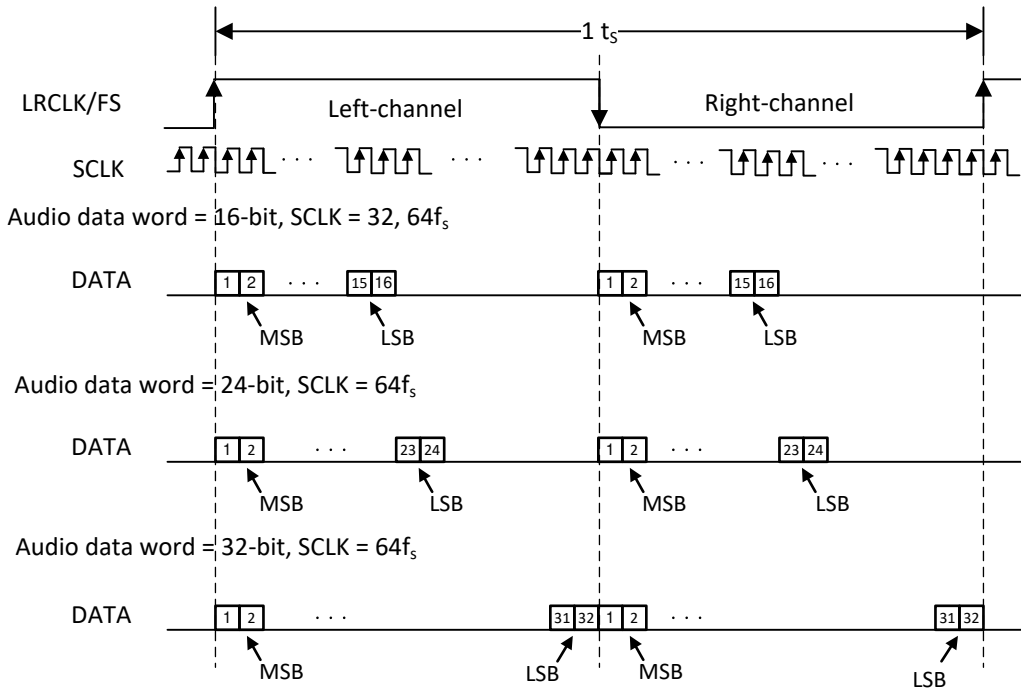 1 tS
LRCLK/FS
Left-channel
Right-channel
SCLK
. . . . . . . . . . . .
Audio data word = 16-bit, SCLK = 32, 64fs
DATA
1 2 . . . 15 16 1 2 . . . 15 16
MSB LSB MSB LSB
Audio data word = 24-bit, SCLK = 64fs
DATA
1 2 . . . 23 24 1 2 . . . 23 24
MSB LSB MSB LSB
Audio data word = 32-bit, SCLK = 64fs
DATA
1 2 . . . 31 32 1 2 . . . 31 32
MSB LSB MSB LSB